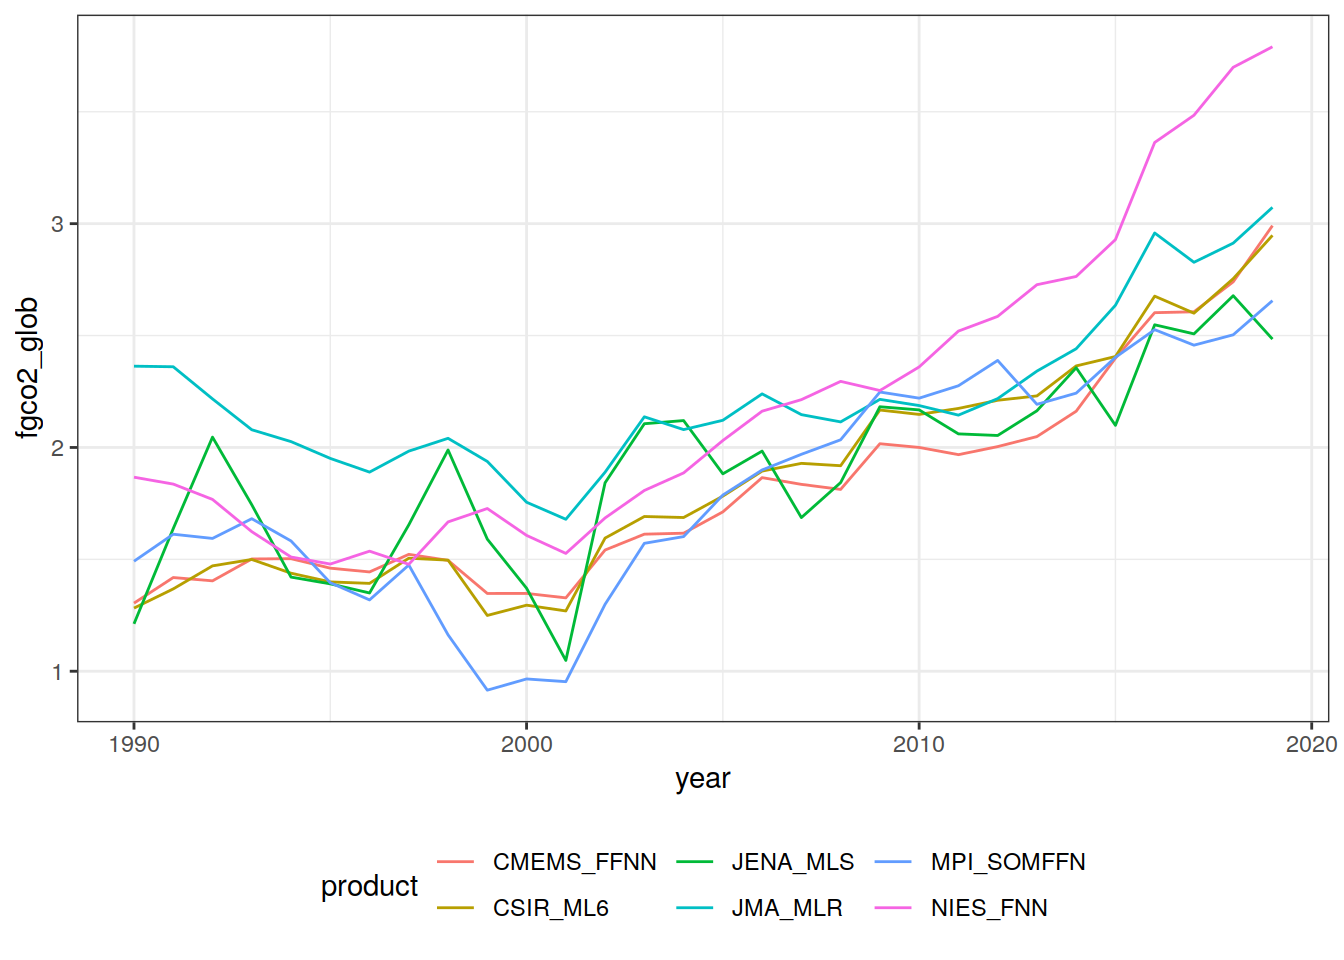 fgco2_glob
3
2
1
1990 2000 2010 2020
year
product
CMEMS_FFNN JENA_MLS MPI_SOMFFN
CSIR_ML6 JMA_MLR NIES_FNN